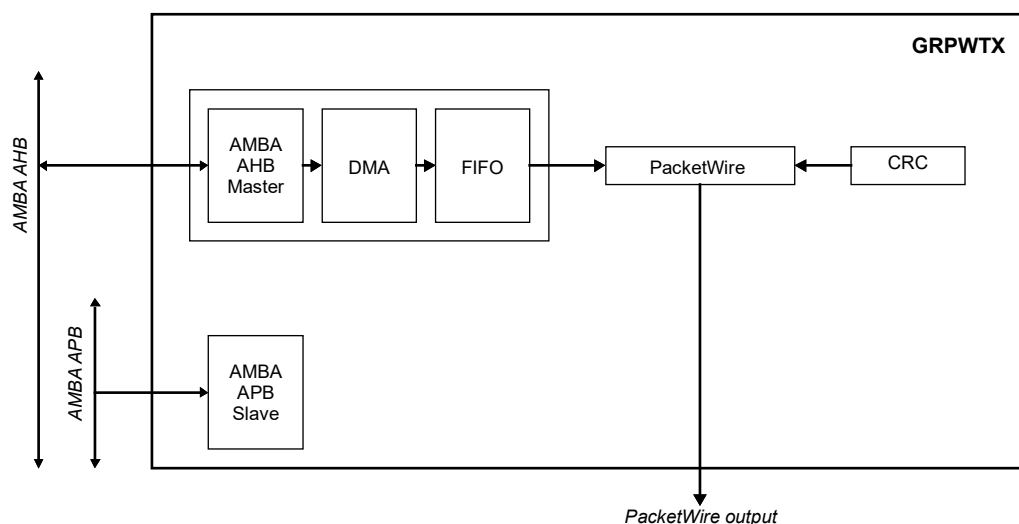 GRPWTX
AMBA AHB
AMBA
AHB
Master
DMA
FIFO
PacketWire
CRC
AMBA APB
AMBA
APB
Slave
PacketWire output